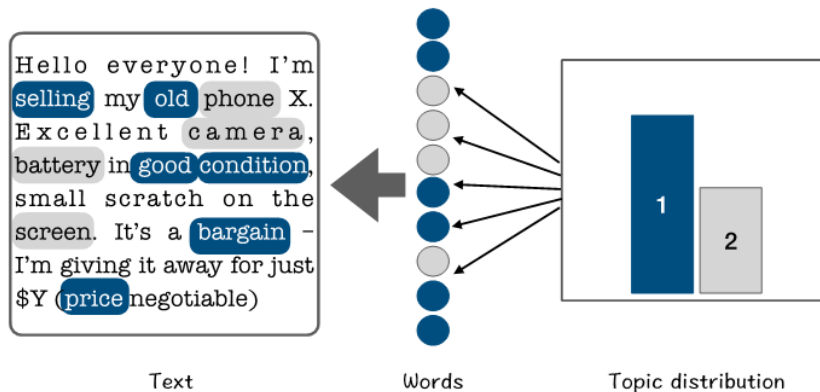 Hello everyone! I'm
selling my old phone X.
Excellent camera,
battery in good condition,
small scratch on the
screen. It's a bargain –
I'm giving it away for just
$Y (price negotiable)
1
2
Text
Words
Topic distribution